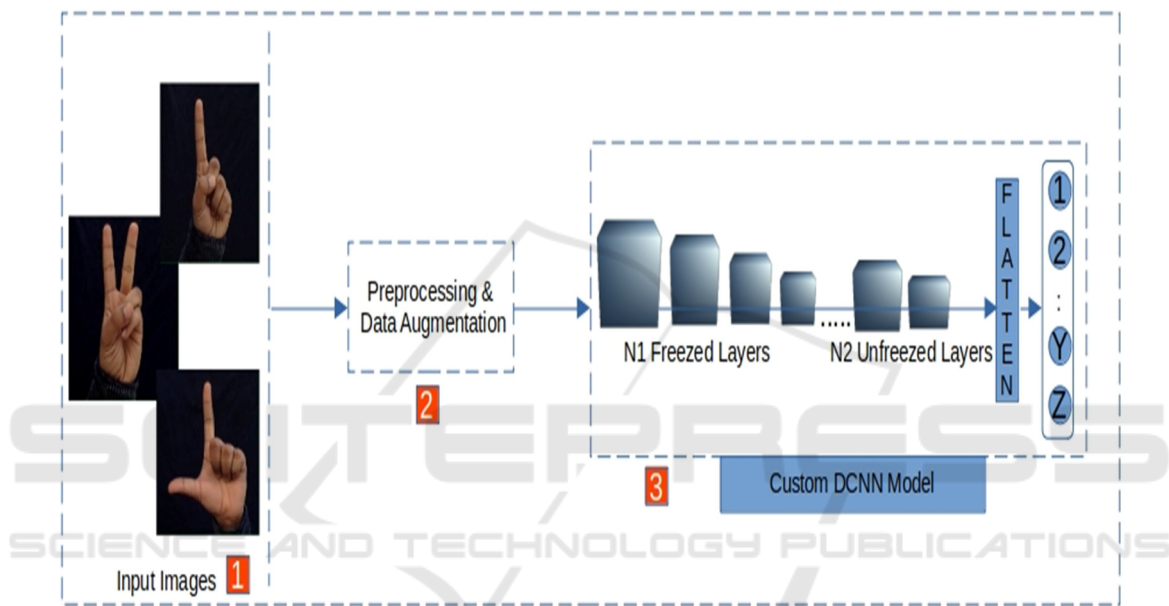 Input Images 1
Preprocessing &
Data Augmentation
2
N1 Freezed Layers
.....
N2 Unfreezed Layers
FLATTEN
1
2
:
Y
Z
3
Custom DCNN Model
SCITEPRESS
SCIENCE AND TECHNOLOGY PUBLICATIONS